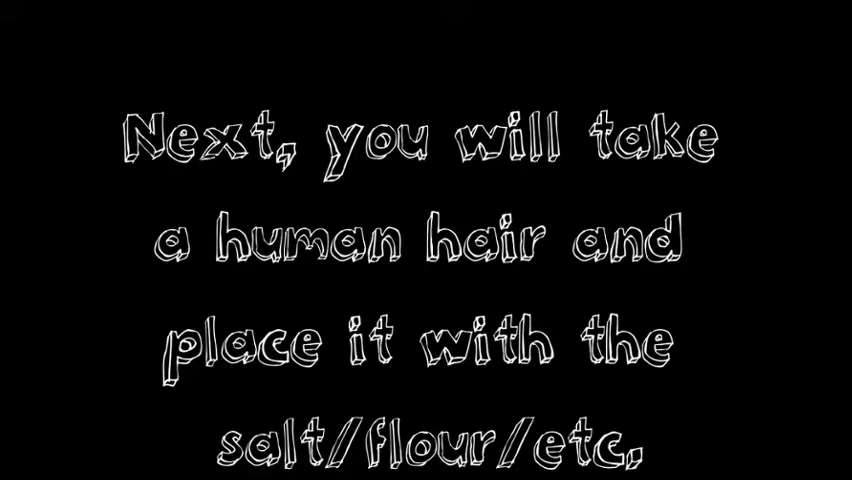 Next, you will take
a human hair and
place it with the
salt/flour/etc.